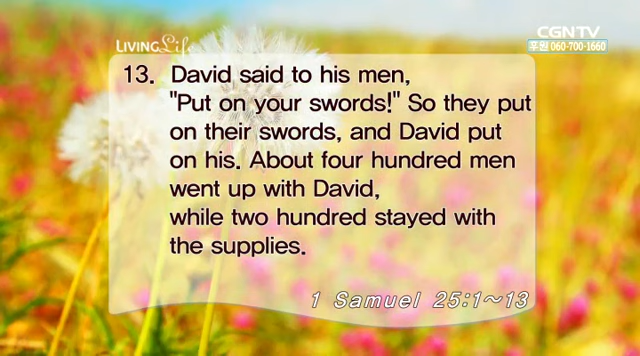 LIVING Life
CGNTV
후원 060-700-1660
13. David said to his men,
"Put on your swords!" So they put
on their swords, and David put
on his. About four hundred men
went up with David,
while two hundred stayed with
the supplies.
1 Samuel 25:1~13